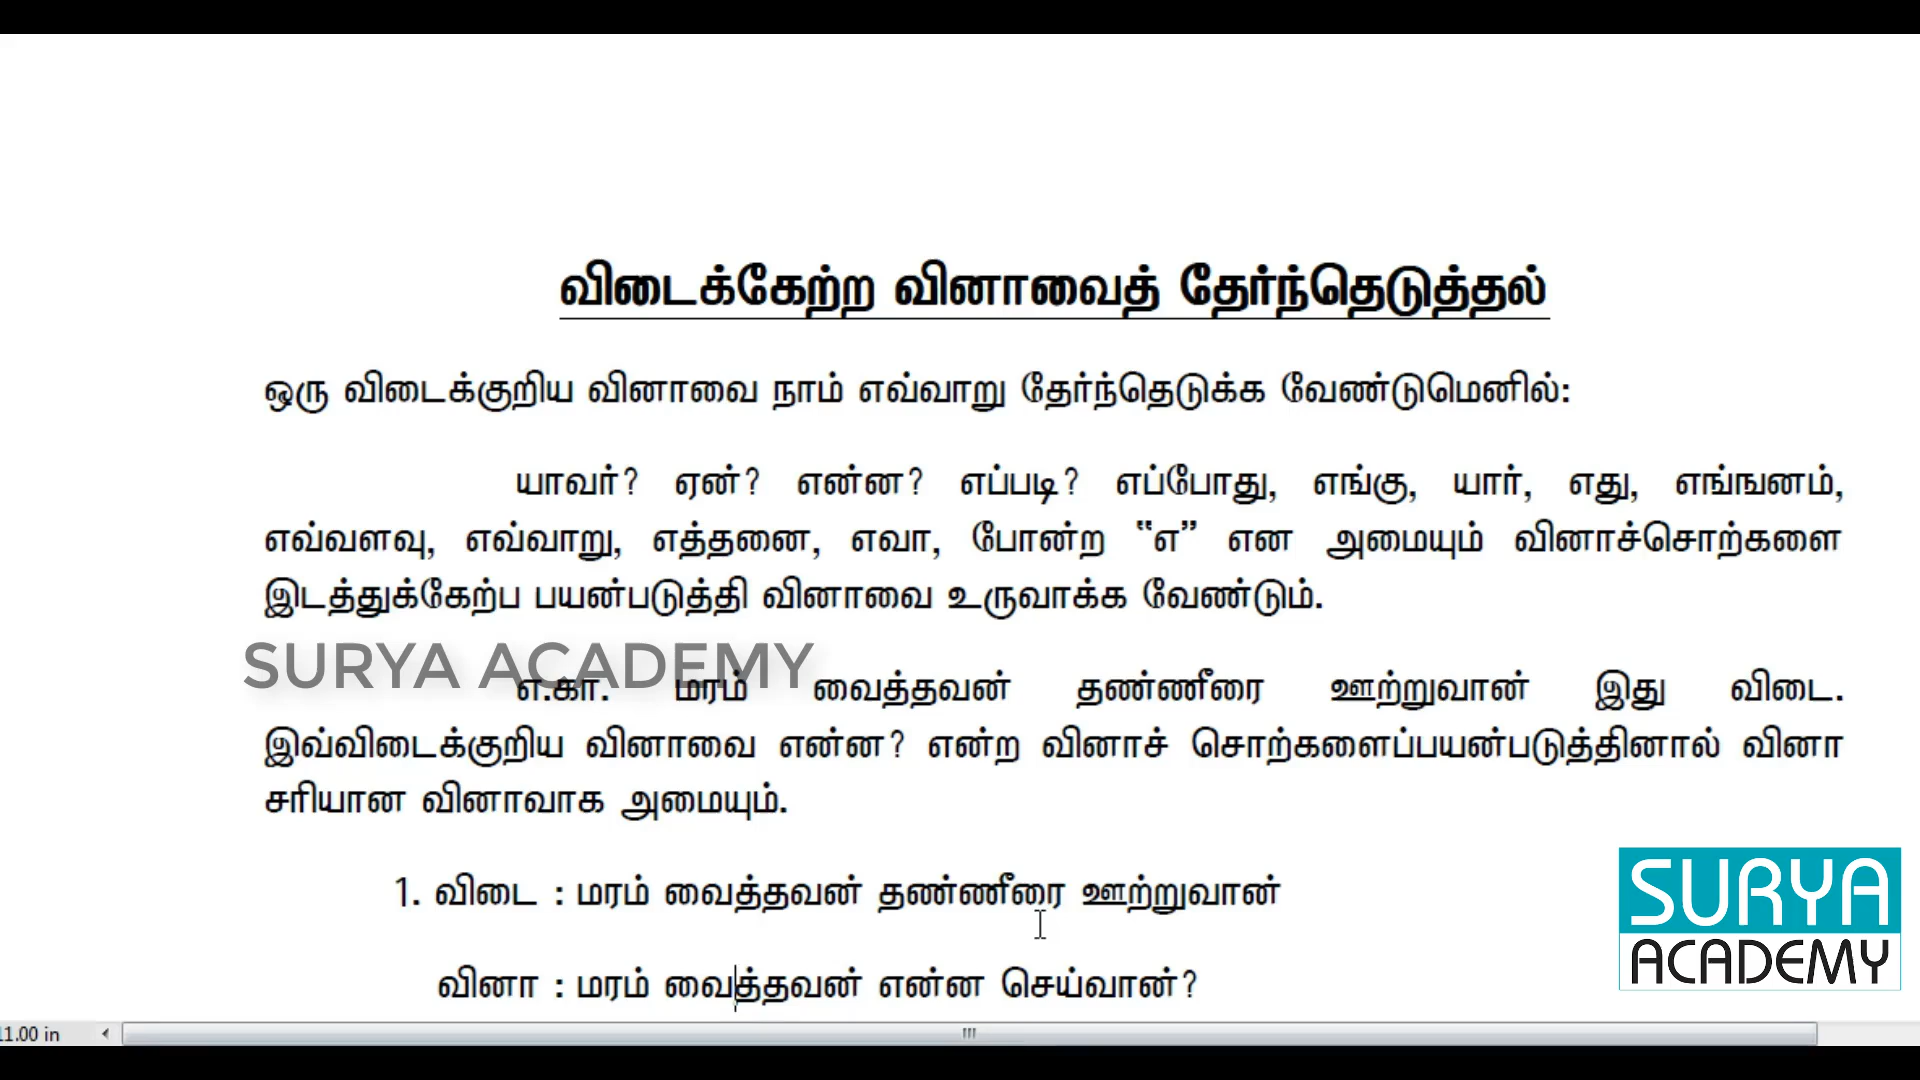 விடைக்கேற்ற வினாவைத் தேர்ந்தெடுத்தல்
ஒரு விடைக்குறிய வினாவை நாம் எவ்வாறு தேர்ந்தெடுக்க வேண்டுமெனில்:
யாவர்? ஏன்? என்ன? எப்படி? எப்போது, எங்கு, யார், எது, எங்ஙனம்,
எவ்வளவு, எவ்வாறு, எத்தனை, எவா, போன்ற “எ” என அமையும் வினாச்சொற்களை
இடத்துக்கேற்ப பயன்படுத்தி வினாவை உருவாக்க வேண்டும்.
SURYA ACADEMY
எ.கா. மரம் வைத்தவன் தண்ணீரை ஊற்றுவான் இது விடை.
இவ்விடைக்குறிய வினாவை என்ன? என்ற வினாச் சொற்களைப்பயன்படுத்தினால் வினா
சரியான வினாவாக அமையும்.
1. விடை : மரம் வைத்தவன் தண்ணீரை ஊற்றுவான்
வினா : மரம் வைத்தவன் என்ன செய்வான்?
SURYA
ACADEMY
11.00 in